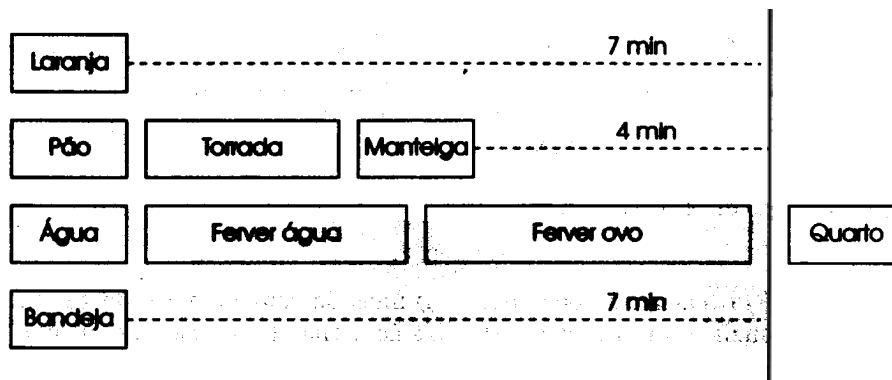 Laranja 7 min
Pão Torrada Manteiga 4 min
Água Ferver água Ferver ovo Quarto
Bandeja 7 min